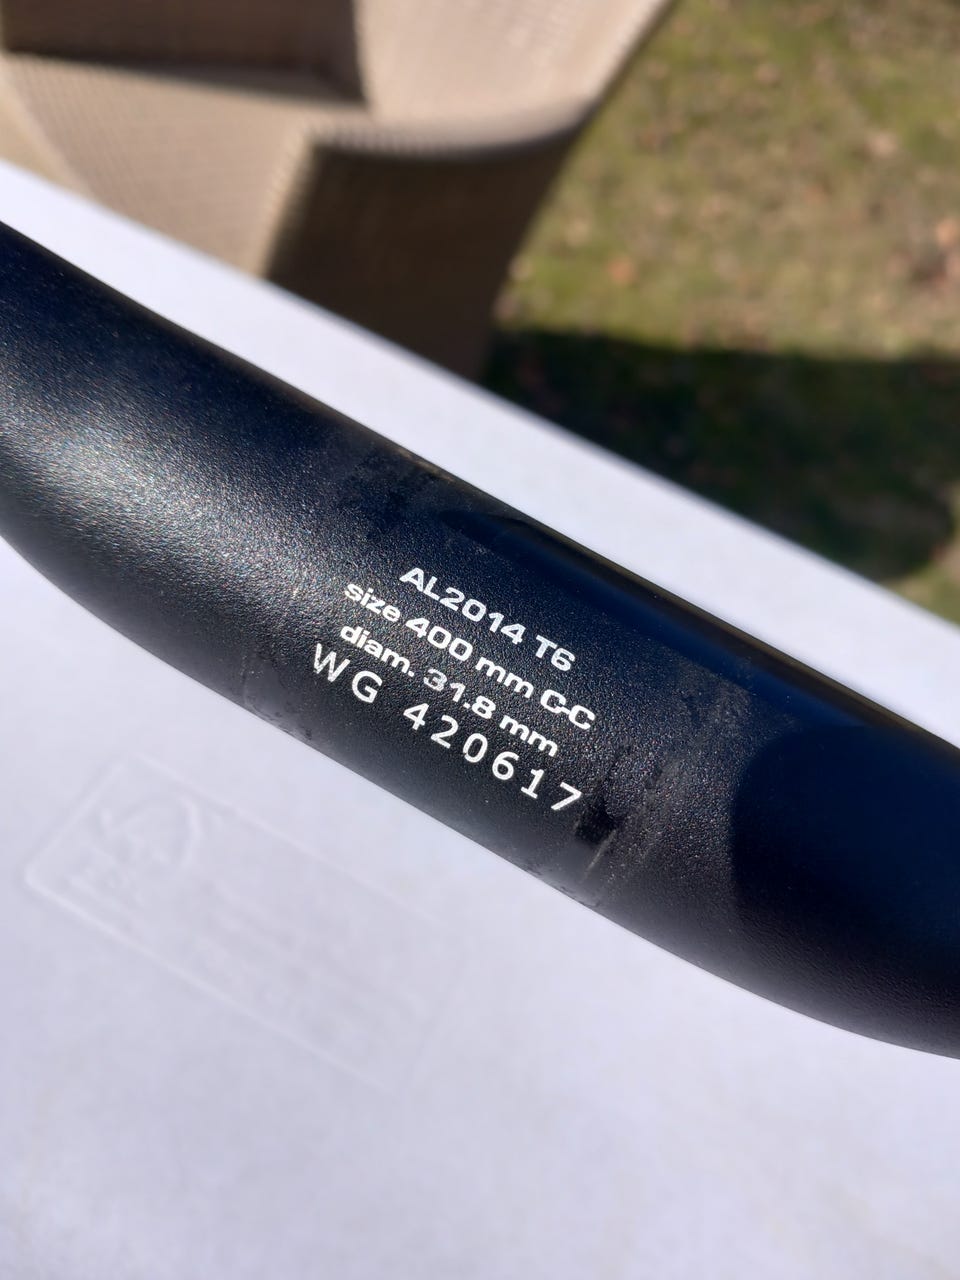 AL2014 T6
size 400 mm C-C
diam. 31.8 mm
WG 420617